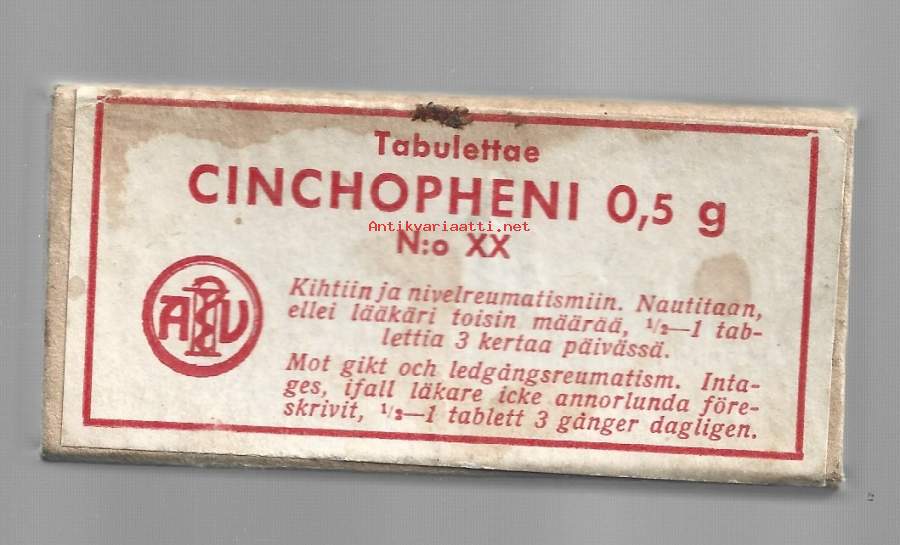 Tabulettae
CINCHOPHENI 0,5 g
Antikvariaatti.net
N:o XX
Kihtiin ja nivelreumatismiin. Nautitaan,
ellei lääkäri toisin määrää, ½—1 tab-
lettia 3 kertaa päivässä.
Mot gikt och ledgångsreumatism. Inta-
ges, ifall läkare icke annorlunda före-
skrivit, ½—1 tablett 3 gånger dagligen.